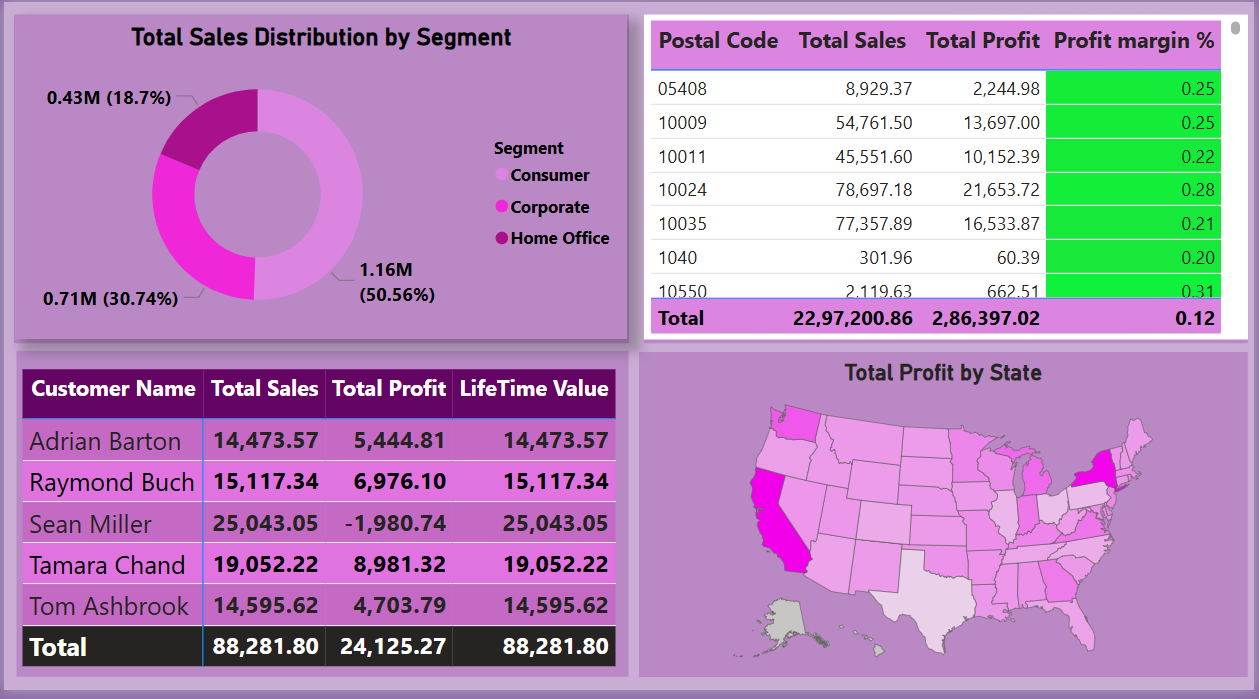 Total Sales Distribution by Segment
0.43M (18.7%)
0.71M (30.74%)
1.16M
(50.56%)
Segment
Consumer
Corporate
Home Office
Postal Code Total Sales Total Profit Profit margin %
05408 8,929.37 2,244.98 0.25
10009 54,761.50 13,697.00 0.25
10011 45,551.60 10,152.39 0.22
10024 78,697.18 21,653.72 0.28
10035 77,357.89 16,533.87 0.21
1040 301.96 60.39 0.20
10550 2,119.63 662.51 0.31
Total 22,97,200.86 2,86,397.02 0.12
Customer Name Total Sales Total Profit LifeTime Value
Adrian Barton 14,473.57 5,444.81 14,473.57
Raymond Buch 15,117.34 6,976.10 15,117.34
Sean Miller 25,043.05 -1,980.74 25,043.05
Tamara Chand 19,052.22 8,981.32 19,052.22
Tom Ashbrook 14,595.62 4,703.79 14,595.62
Total 88,281.80 24,125.27 88,281.80
Total Profit by State